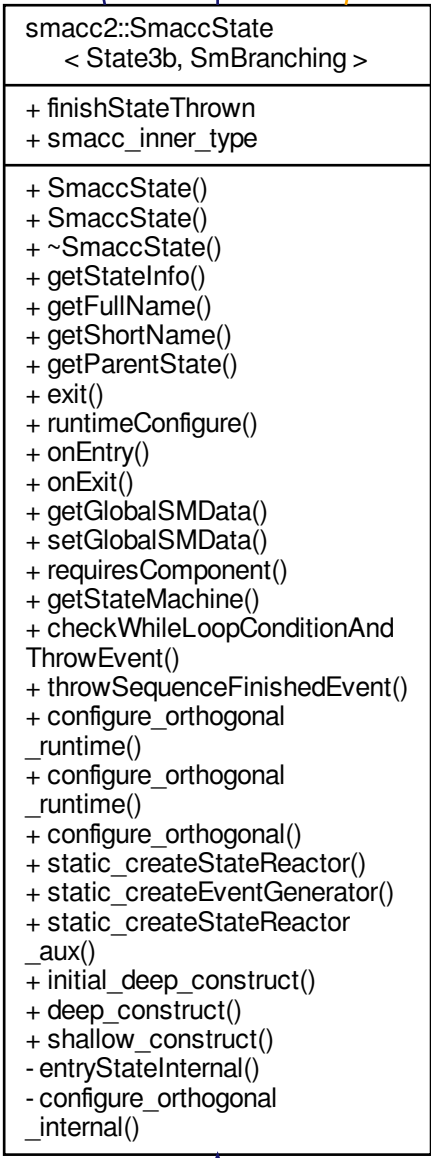 smacc2::SmaccState
< State3b, SmBranching >
+ finishStateThrown
+ smacc_inner_type
+ SmaccState()
+ SmaccState()
+ ~SmaccState()
+ getStateInfo()
+ getFullName()
+ getShortName()
+ getParentState()
+ exit()
+ runtimeConfigure()
+ onEntry()
+ onExit()
+ getGlobalSMData()
+ setGlobalSMData()
+ requiresComponent()
+ getStateMachine()
+ checkWhileLoopConditionAnd
ThrowEvent()
+ throwSequenceFinishedEvent()
+ configure_orthogonal
_runtime()
+ configure_orthogonal
_runtime()
+ configure_orthogonal()
+ static_createStateReactor()
+ static_createEventGenerator()
+ static_createStateReactor
_aux()
+ initial_deep_construct()
+ deep_construct()
+ shallow_construct()
- entryStateInternal()
- configure_orthogonal
_internal()